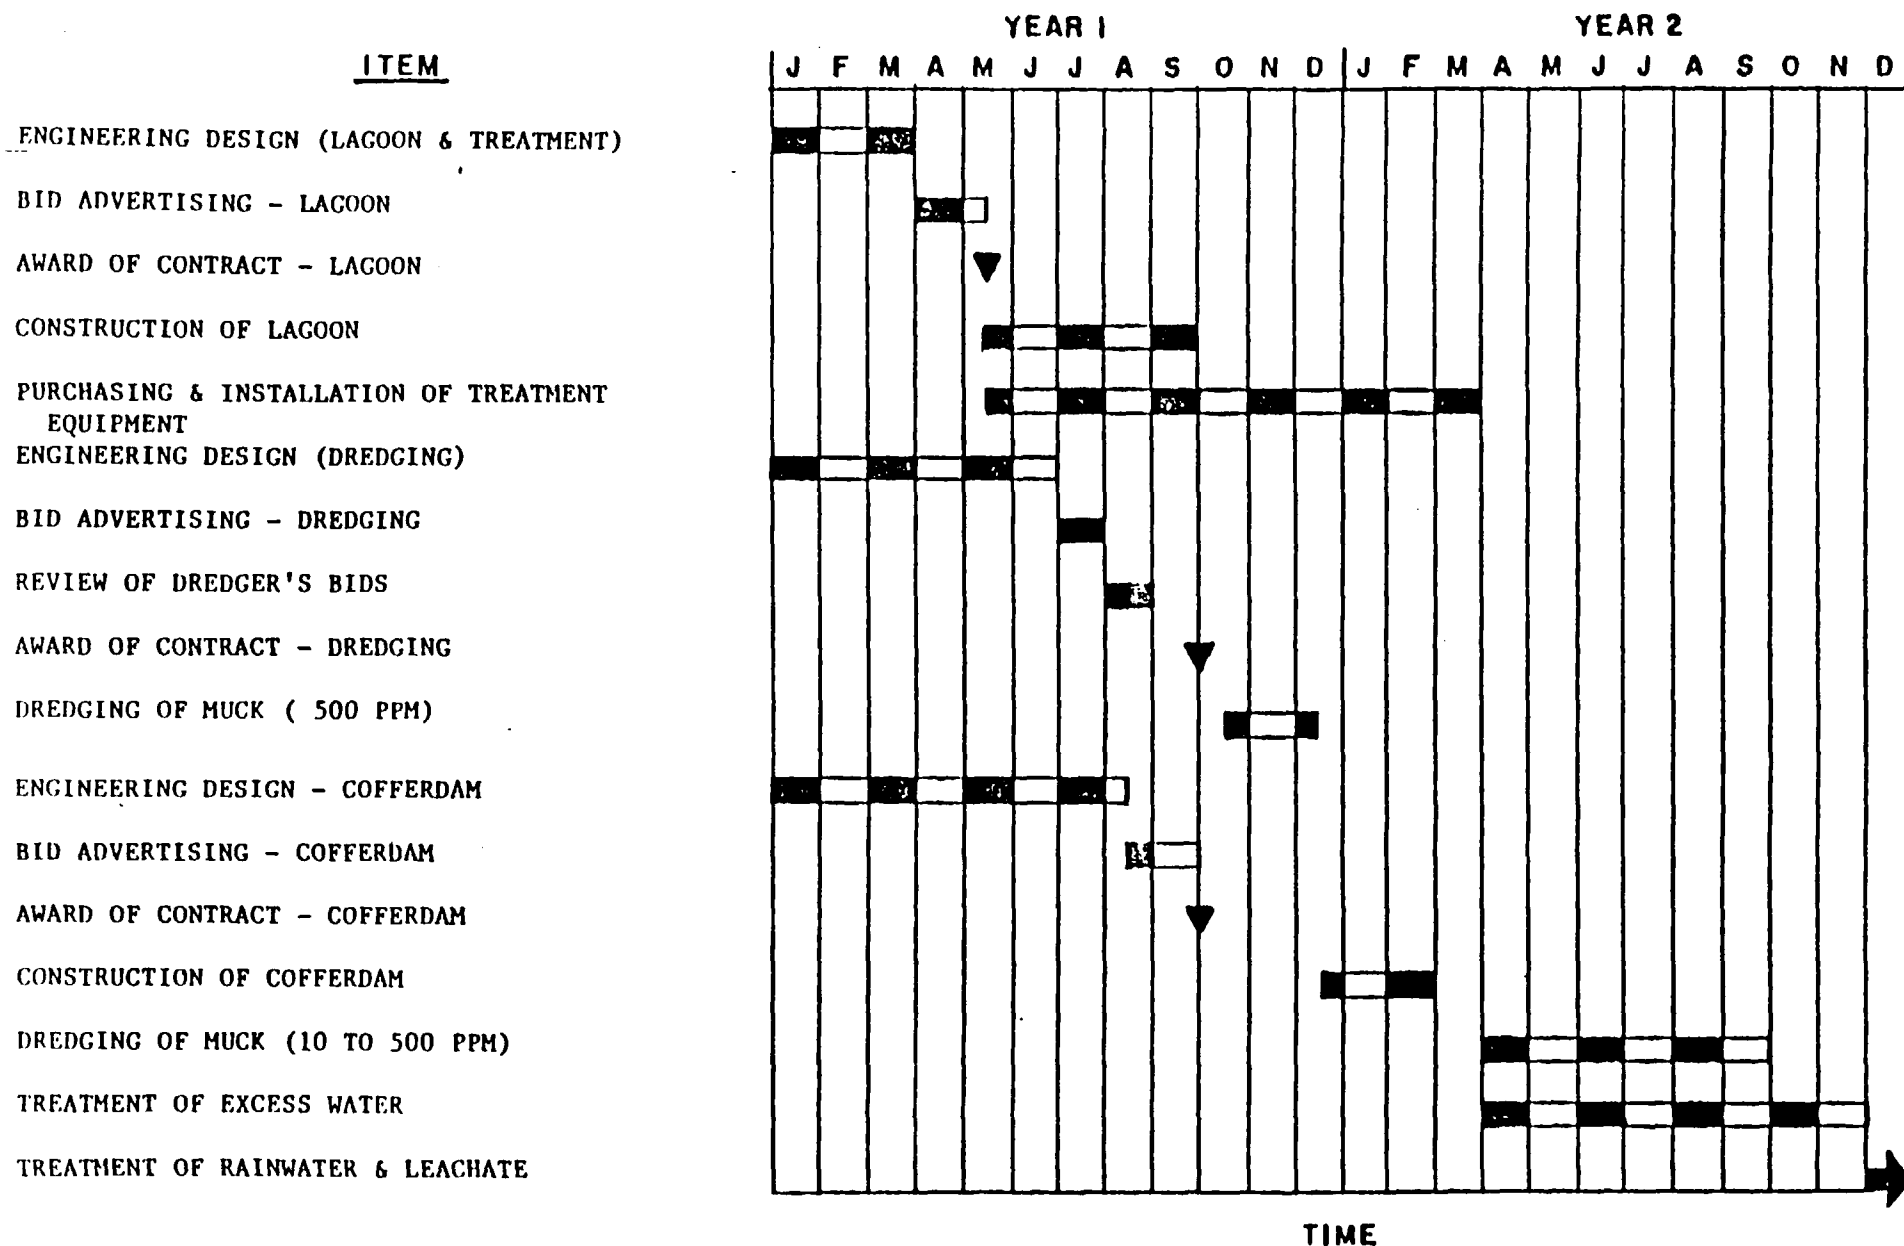 YEAR 1 YEAR 2
ITEM J F M A M J J A S O N D J F M A M J J A S O N D
ENGINEERING DESIGN (LAGOON & TREATMENT)
BID ADVERTISING - LAGOON
AWARD OF CONTRACT - LAGOON
CONSTRUCTION OF LAGOON
PURCHASING & INSTALLATION OF TREATMENT
EQUIPMENT
ENGINEERING DESIGN (DREDGING)
BID ADVERTISING - DREDGING
REVIEW OF DREDGER'S BIDS
AWARD OF CONTRACT - DREDGING
DREDGING OF MUCK ( 500 PPM)
ENGINEERING DESIGN - COFFERDAM
BID ADVERTISING - COFFERDAM
AWARD OF CONTRACT - COFFERDAM
CONSTRUCTION OF COFFERDAM
DREDGING OF MUCK (10 TO 500 PPM)
TREATMENT OF EXCESS WATER
TREATMENT OF RAINWATER & LEACHATE
TIME